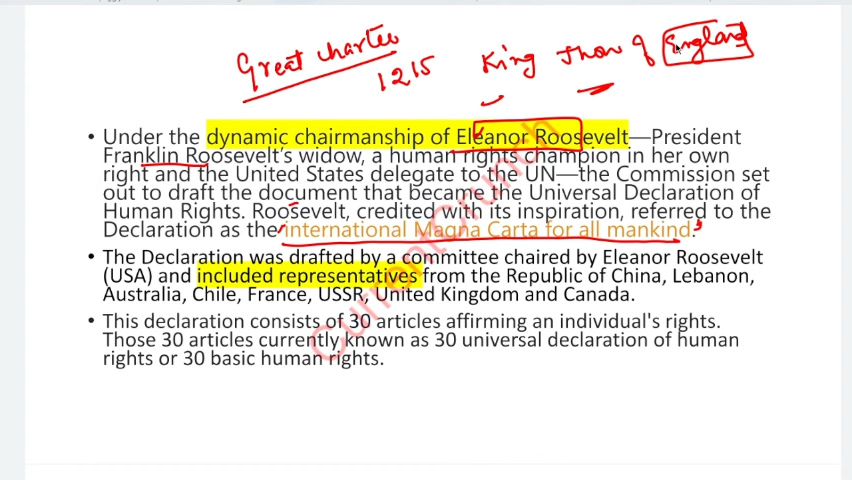 Great charter
1215 King Jhon of England
• Under the dynamic chairmanship of Eleanor Roosevelt—President
Franklin Roosevelt's widow, a human rights champion in her own
right and the United States delegate to the UN—the Commission set
out to draft the document that became the Universal Declaration of
Human Rights. Roosevelt, credited with its inspiration, referred to the
Declaration as the international Magna Carta for all mankind.
• The Declaration was drafted by a committee chaired by Eleanor Roosevelt
(USA) and included representatives from the Republic of China, Lebanon,
Australia, Chile, France, USSR, United Kingdom and Canada.
• This declaration consists of 30 articles affirming an individual's rights.
Those 30 articles currently known as 30 universal declaration of human
rights or 30 basic human rights.
CurrentCrunch